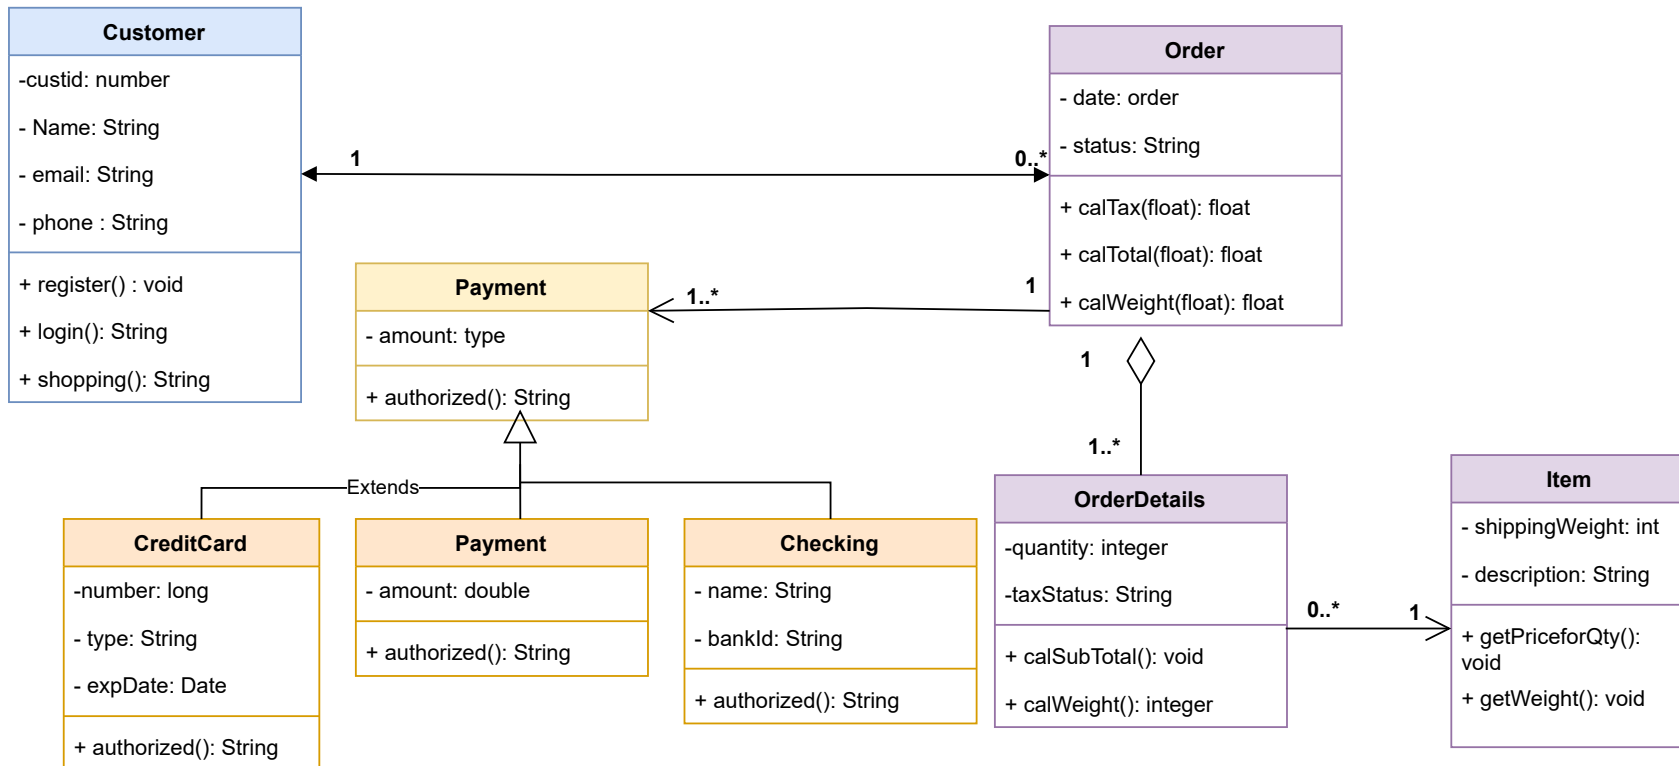 Customer
-custid: number
- Name: String
- email: String
- phone : String
+ register() : void
+ login(): String
+ shopping(): String
1
0..*
Order
- date: order
- status: String
+ calTax(float): float
+ calTotal(float): float
+ calWeight(float): float
Payment
- amount: type
+ authorized(): String
1..*
1
1
1..*
Extends
CreditCard
-number: long
- type: String
- expDate: Date
+ authorized(): String
Payment
- amount: double
+ authorized(): String
Checking
- name: String
- bankId: String
+ authorized(): String
OrderDetails
-quantity: integer
-taxStatus: String
+ calSubTotal(): void
+ calWeight(): integer
0..*
1
Item
- shippingWeight: int
- description: String
+ getPriceforQty():
void
+ getWeight(): void